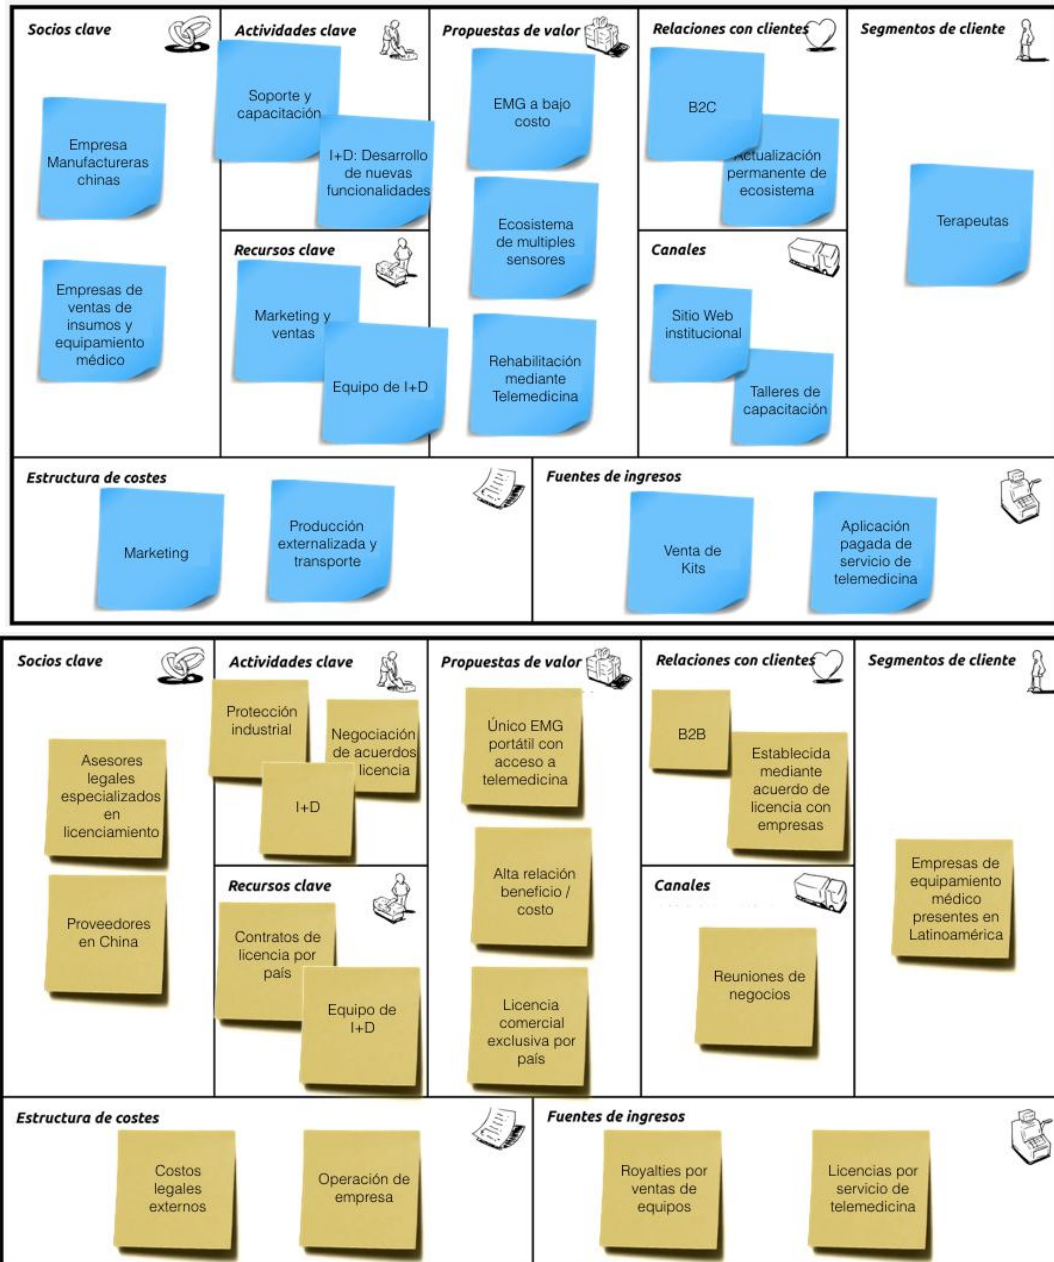 Socios clave
Empresa
Manufactureras
chinas
Empresas de
ventas de
insumos y
equipamiento
médico
Actividades clave
Soporte y
capacitación
I+D: Desarrollo
de nuevas
funcionalidades
Recursos clave
Marketing y
ventas
Equipo de I+D
Propuestas de valor
EMG a bajo
costo
Ecosistema
de multiples
sensores
Rehabilitación
mediante
Telemedicina
Relaciones con clientes
B2C
Actualización
permanente de
ecosistema
Canales
Sitio Web
institucional
Talleres de
capacitación
Segmentos de cliente
Terapeutas
Estructura de costes
Marketing
Producción
externalizada y
transporte
Fuentes de ingresos
Venta de
Kits
Aplicación
pagada de
servicio de
telemedicina
Socios clave
Asesores
legales
especializados
en
licenciamiento
Proveedores
en China
Actividades clave
Protección
industrial
Negociación
de acuerdos
licencia
I+D
Recursos clave
Contratos de
licencia por
país
Equipo de
I+D
Propuestas de valor
Único EMG
portátil con
acceso a
telemedicina
Alta relación
beneficio /
costo
Licencia
comercial
exclusiva por
país
Relaciones con clientes
B2B
Establecida
mediante
acuerdo de
licencia con
empresas
Canales
Reuniones de
negocios
Segmentos de cliente
Empresas de
equipamiento
médico
presentes en
Latinoamérica
Estructura de costes
Costos
legales
externos
Operación de
empresa
Fuentes de ingresos
Royalties por
ventas de
equipos
Licencias por
servicio de
telemedicina